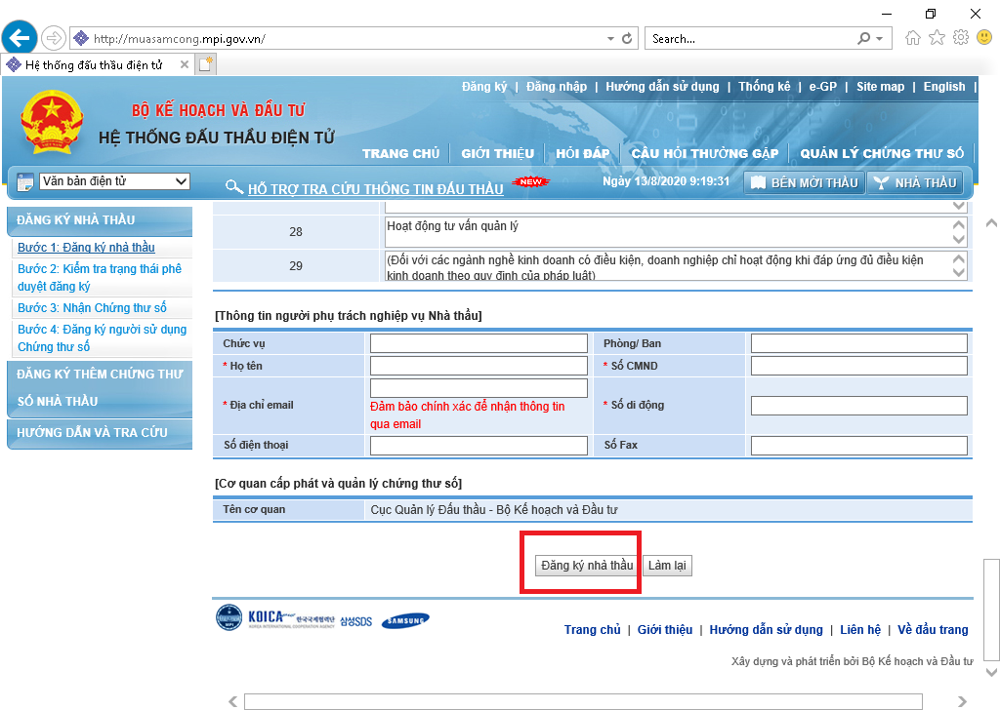 http://muasamcong.mpi.gov.vn/
Search...
Hệ thống đấu thầu điện tử
Đăng ký | Đăng nhập | Hướng dẫn sử dụng | Thống kê | e-GP | Site map | English |
BỘ KẾ HOẠCH VÀ ĐẦU TƯ
HỆ THỐNG ĐẤU THẦU ĐIỆN TỬ
TRANG CHỦ GIỚI THIỆU HỎI ĐÁP CÂU HỎI THƯỜNG GẶP QUẢN LÝ CHỨNG THƯ SỐ
Văn bản điện tử
HỖ TRỢ TRA CỨU THÔNG TIN ĐẤU THẦU
NEW
Ngày 13/8/2020 9:19:31
BÊN MỜI THẦU
NHÀ THẦU
ĐĂNG KÝ NHÀ THẦU
Bước 1: Đăng ký nhà thầu
Bước 2: Kiểm tra trạng thái phê
duyệt đăng ký
Bước 3: Nhận Chứng thư số
Bước 4: Đăng ký người sử dụng
Chứng thư số
ĐĂNG KÝ THÊM CHỨNG THƯ
SỐ NHÀ THẦU
HƯỚNG DẪN VÀ TRA CỨU
28 Hoạt động tư vấn quản lý
29 (Đối với các ngành nghề kinh doanh có điều kiện, doanh nghiệp chỉ hoạt động khi đáp ứng đủ điều kiện
kinh doanh theo quy định của pháp luật)
[Thông tin người phụ trách nghiệp vụ Nhà thầu]
Chức vụ Phòng/ Ban
* Họ tên * Số CMND
* Địa chỉ email
Đảm bảo chính xác để nhận thông tin
qua email
* Số di động
Số điện thoại Số Fax
[Cơ quan cấp phát và quản lý chứng thư số]
Tên cơ quan Cục Quản lý Đấu thầu - Bộ Kế hoạch và Đầu tư
Đăng ký nhà thầu Làm lại
MPI
KOICA 한국국제협력단
KOREA INTERNATIONAL COOPERATION AGENCY
삼성SDS
SAMSUNG
Trang chủ | Giới thiệu | Hướng dẫn sử dụng | Liên hệ | Về đầu trang
Xây dựng và phát triển bởi Bộ Kế hoạch và Đầu tư